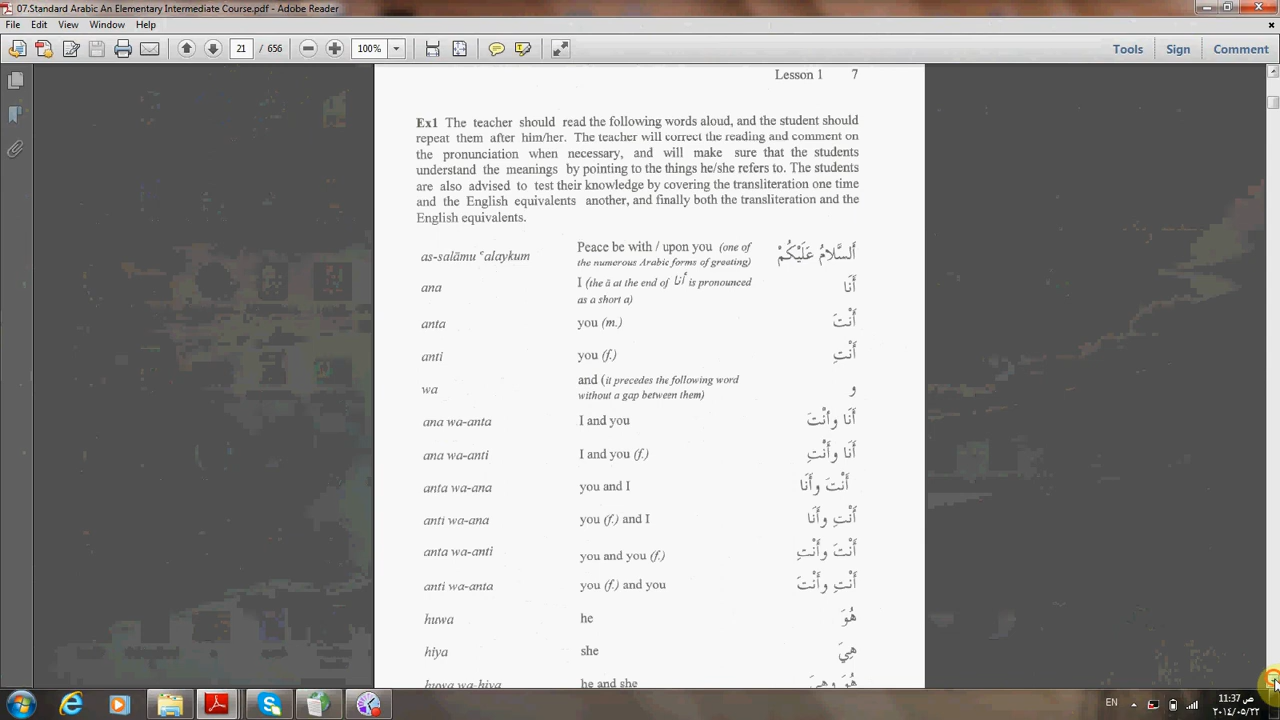 07.Standard Arabic An Elementary Intermediate Course.pdf - Adobe Reader
File Edit View Window Help
21 / 656 100% Tools Sign Comment
Lesson 1 7
Ex1 The teacher should read the following words aloud, and the student should
repeat them after him/her. The teacher will correct the reading and comment on
the pronunciation when necessary, and will make sure that the students
understand the meanings by pointing to the things he/she refers to. The students
are also advised to test their knowledge by covering the transliteration one time
and the English equivalents another, and finally both the transliteration and the
English equivalents.
as-salāmu ʿalaykum Peace be with / upon you (one of the numerous Arabic forms of greeting) أَلسَّلامُ عَلَيْكُمْ
ana I (the ā at the end of أَنا is pronounced as a short a) أَنَا
anta you (m.) أَنْتَ
anti you (f.) أَنْتِ
wa and (it precedes the following word without a gap between them) و
ana wa-anta I and you أَنَا وأَنْتَ
ana wa-anti I and you (f.) أَنَا وأَنْتِ
anta wa-ana you and I أَنْتَ وأَنَا
anti wa-ana you (f.) and I أَنْتِ وأَنَا
anta wa-anti you and you (f.) أَنْتَ وأَنْتِ
anti wa-anta you (f.) and you أَنْتِ وأَنْتَ
huwa he هُوَ
hiya she هِيَ
huwa wa-hiya he and she هُوَ وهِيَ
EN 11:37 ص
٢٠١٤/٠٥/٢٢